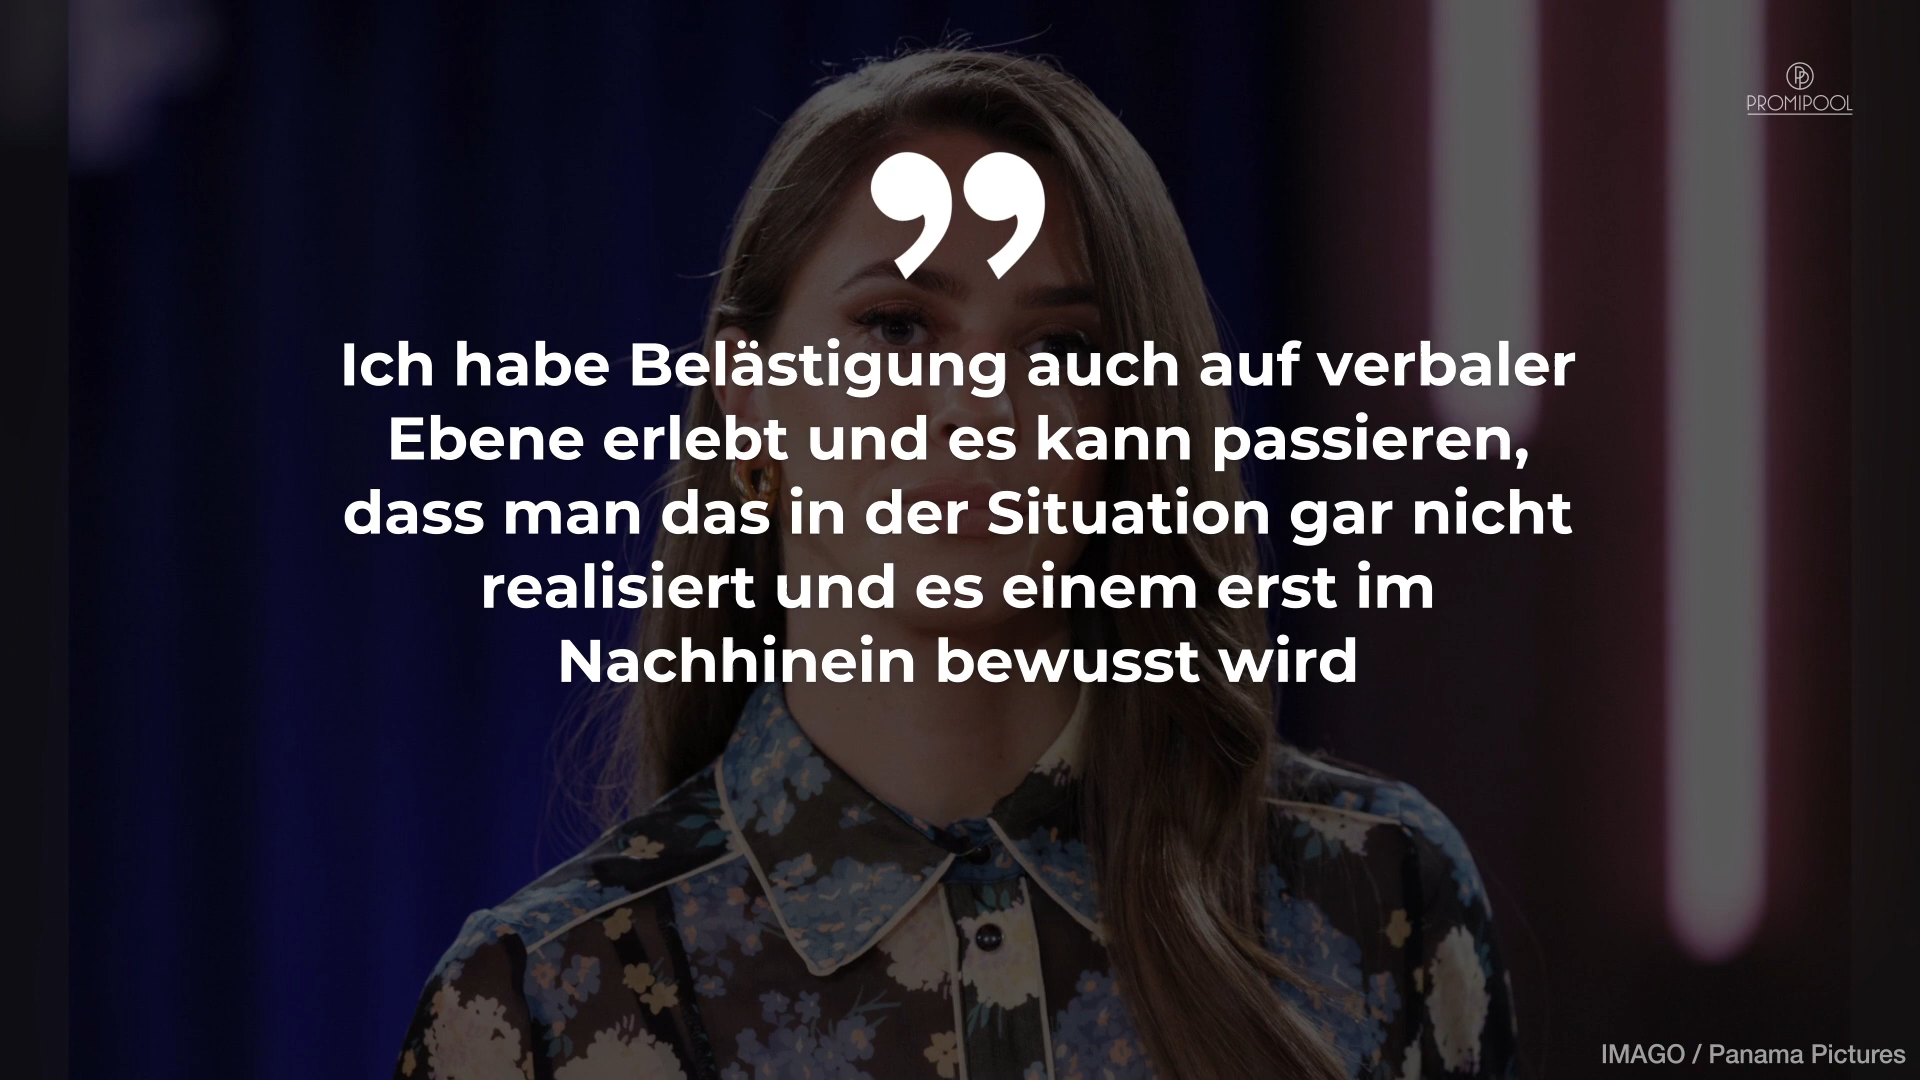 PROMIPOOL
”
Ich habe Belästigung auch auf verbaler
Ebene erlebt und es kann passieren,
dass man das in der Situation gar nicht
realisiert und es einem erst im
Nachhinein bewusst wird
IMAGO / Panama Pictures